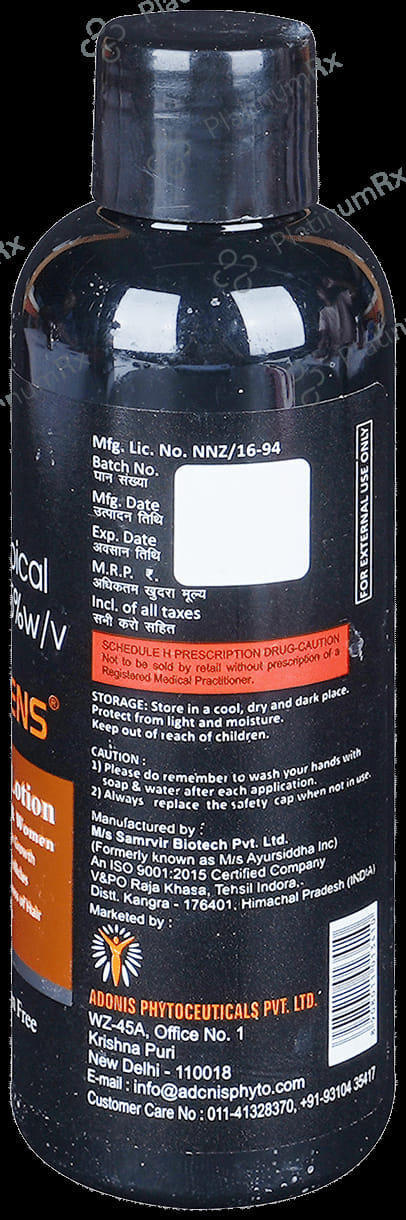 PlatinumRx
PlatinumRx
PlatinumRx
Mfg. Lic. No. NNZ/16-94
Batch No.
पान संख्या
Mfg. Date
उत्पादन तिथि
Exp. Date
अवसान तिथि
M.R.P. ₹.
अधिकतम खुदरा मूल्य
Incl. of all taxes
सभी करो सहित
FOR EXTERNAL USE ONLY
SCHEDULE H PRESCRIPTION DRUG-CAUTION
Not to be sold by retail without prescription of a
Registered Medical Practitioner.
STORAGE: Store in a cool, dry and dark place.
Protect from light and moisture.
Keep out of reach of children.
CAUTION :
1) Please do remember to wash your hands with
soap & water after each application.
2) Always replace the safety cap when not in use.
Manufactured by :
M/s Samrvir Biotech Pvt. Ltd.
(Formerly known as M/s Ayursiddha Inc)
An ISO 9001:2015 Certified Company
V&PO Raja Khasa, Tehsil Indora,-
Distt. Kangra - 176401, Himachal Pradesh (INDIA)
Marketed by :
ADONIS PHYTOCEUTICALS PVT. LTD.
WZ-45A, Office No. 1
Krishna Puri
New Delhi - 110018
E-mail : info@adcnisphyto.com
Customer Care No : 011-41328370, +91-93104 35417
pical
%w/v
ENS®
Lotion
Women
Growth
of Hair
Free